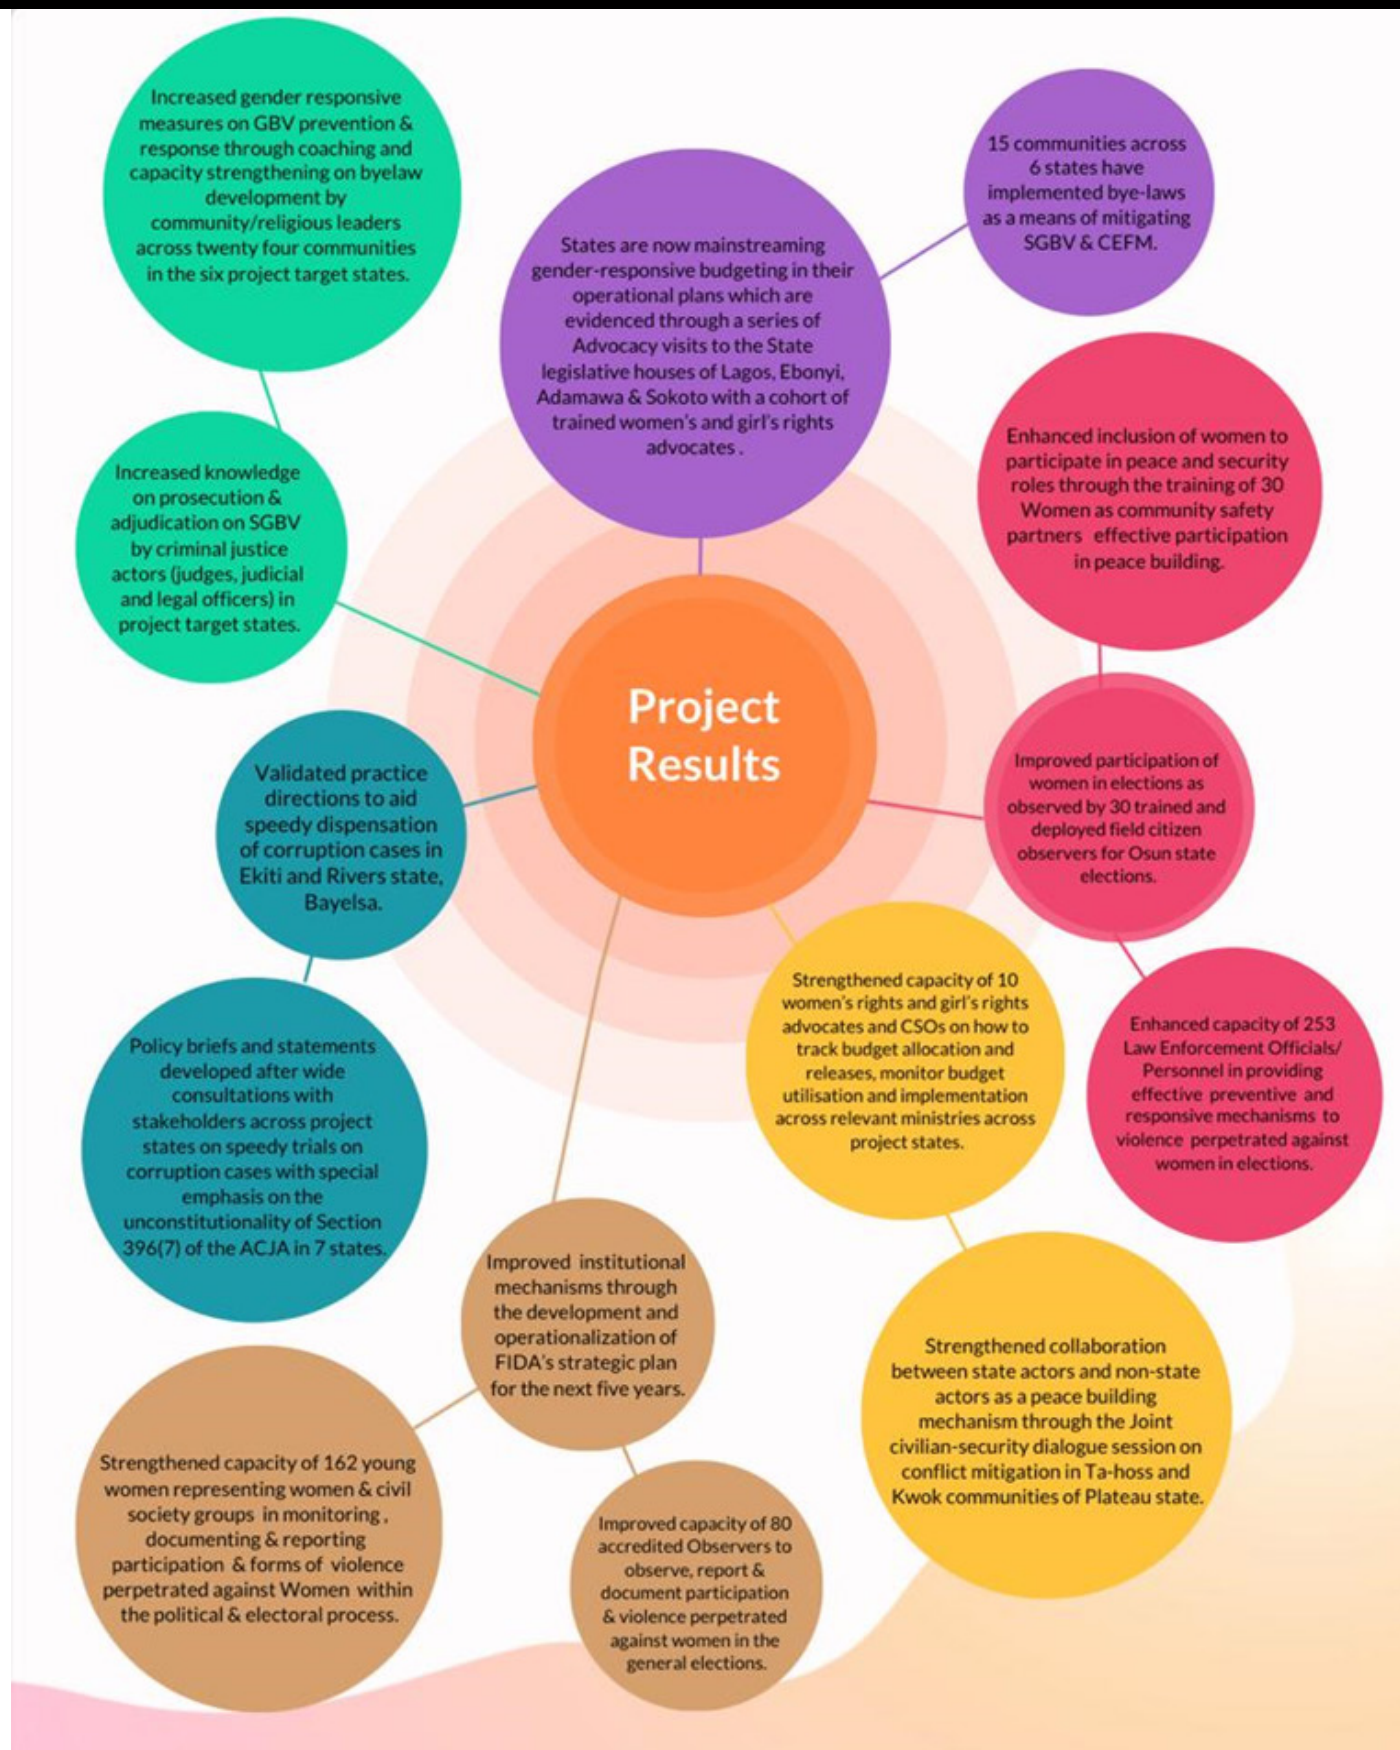 Increased gender responsive
measures on GBV prevention &
response through coaching and
capacity strengthening on byelaw
development by
community/religious leaders
across twenty four communities
in the six project target states.
15 communities across
6 states have
implemented bye-laws
as a means of mitigating
SGBV & CEFM.
States are now mainstreaming
gender-responsive budgeting in their
operational plans which are
evidenced through a series of
Advocacy visits to the State
legislative houses of Lagos, Ebonyi,
Adamawa & Sokoto with a cohort of
trained women's and girl's rights
advocates .
Enhanced inclusion of women to
participate in peace and security
roles through the training of 30
Women as community safety
partners effective participation
in peace building.
Increased knowledge
on prosecution &
adjudication on SGBV
by criminal justice
actors (judges, judicial
and legal officers) in
project target states.
Project
Results
Improved participation of
women in elections as
observed by 30 trained and
deployed field citizen
observers for Osun state
elections.
Validated practice
directions to aid
speedy dispensation
of corruption cases in
Ekiti and Rivers state,
Bayelsa.
Strengthened capacity of 10
women's rights and girl's rights
advocates and CSOs on how to
track budget allocation and
releases, monitor budget
utilisation and implementation
across relevant ministries across
project states.
Enhanced capacity of 253
Law Enforcement Officials/
Personnel in providing
effective preventive and
responsive mechanisms to
violence perpetrated against
women in elections.
Policy briefs and statements
developed after wide
consultations with
stakeholders across project
states on speedy trials on
corruption cases with special
emphasis on the
unconstitutionality of Section
396(7) of the ACJA in 7 states.
Improved institutional
mechanisms through
the development and
operationalization of
FIDA's strategic plan
for the next five years.
Strengthened collaboration
between state actors and non-state
actors as a peace building
mechanism through the Joint
civilian-security dialogue session on
conflict mitigation in Ta-hoss and
Kwok communities of Plateau state.
Strengthened capacity of 162 young
women representing women & civil
society groups in monitoring ,
documenting & reporting
participation & forms of violence
perpetrated against Women within
the political & electoral process.
Improved capacity of 80
accredited Observers to
observe, report &
document participation
& violence perpetrated
against women in the
general elections.